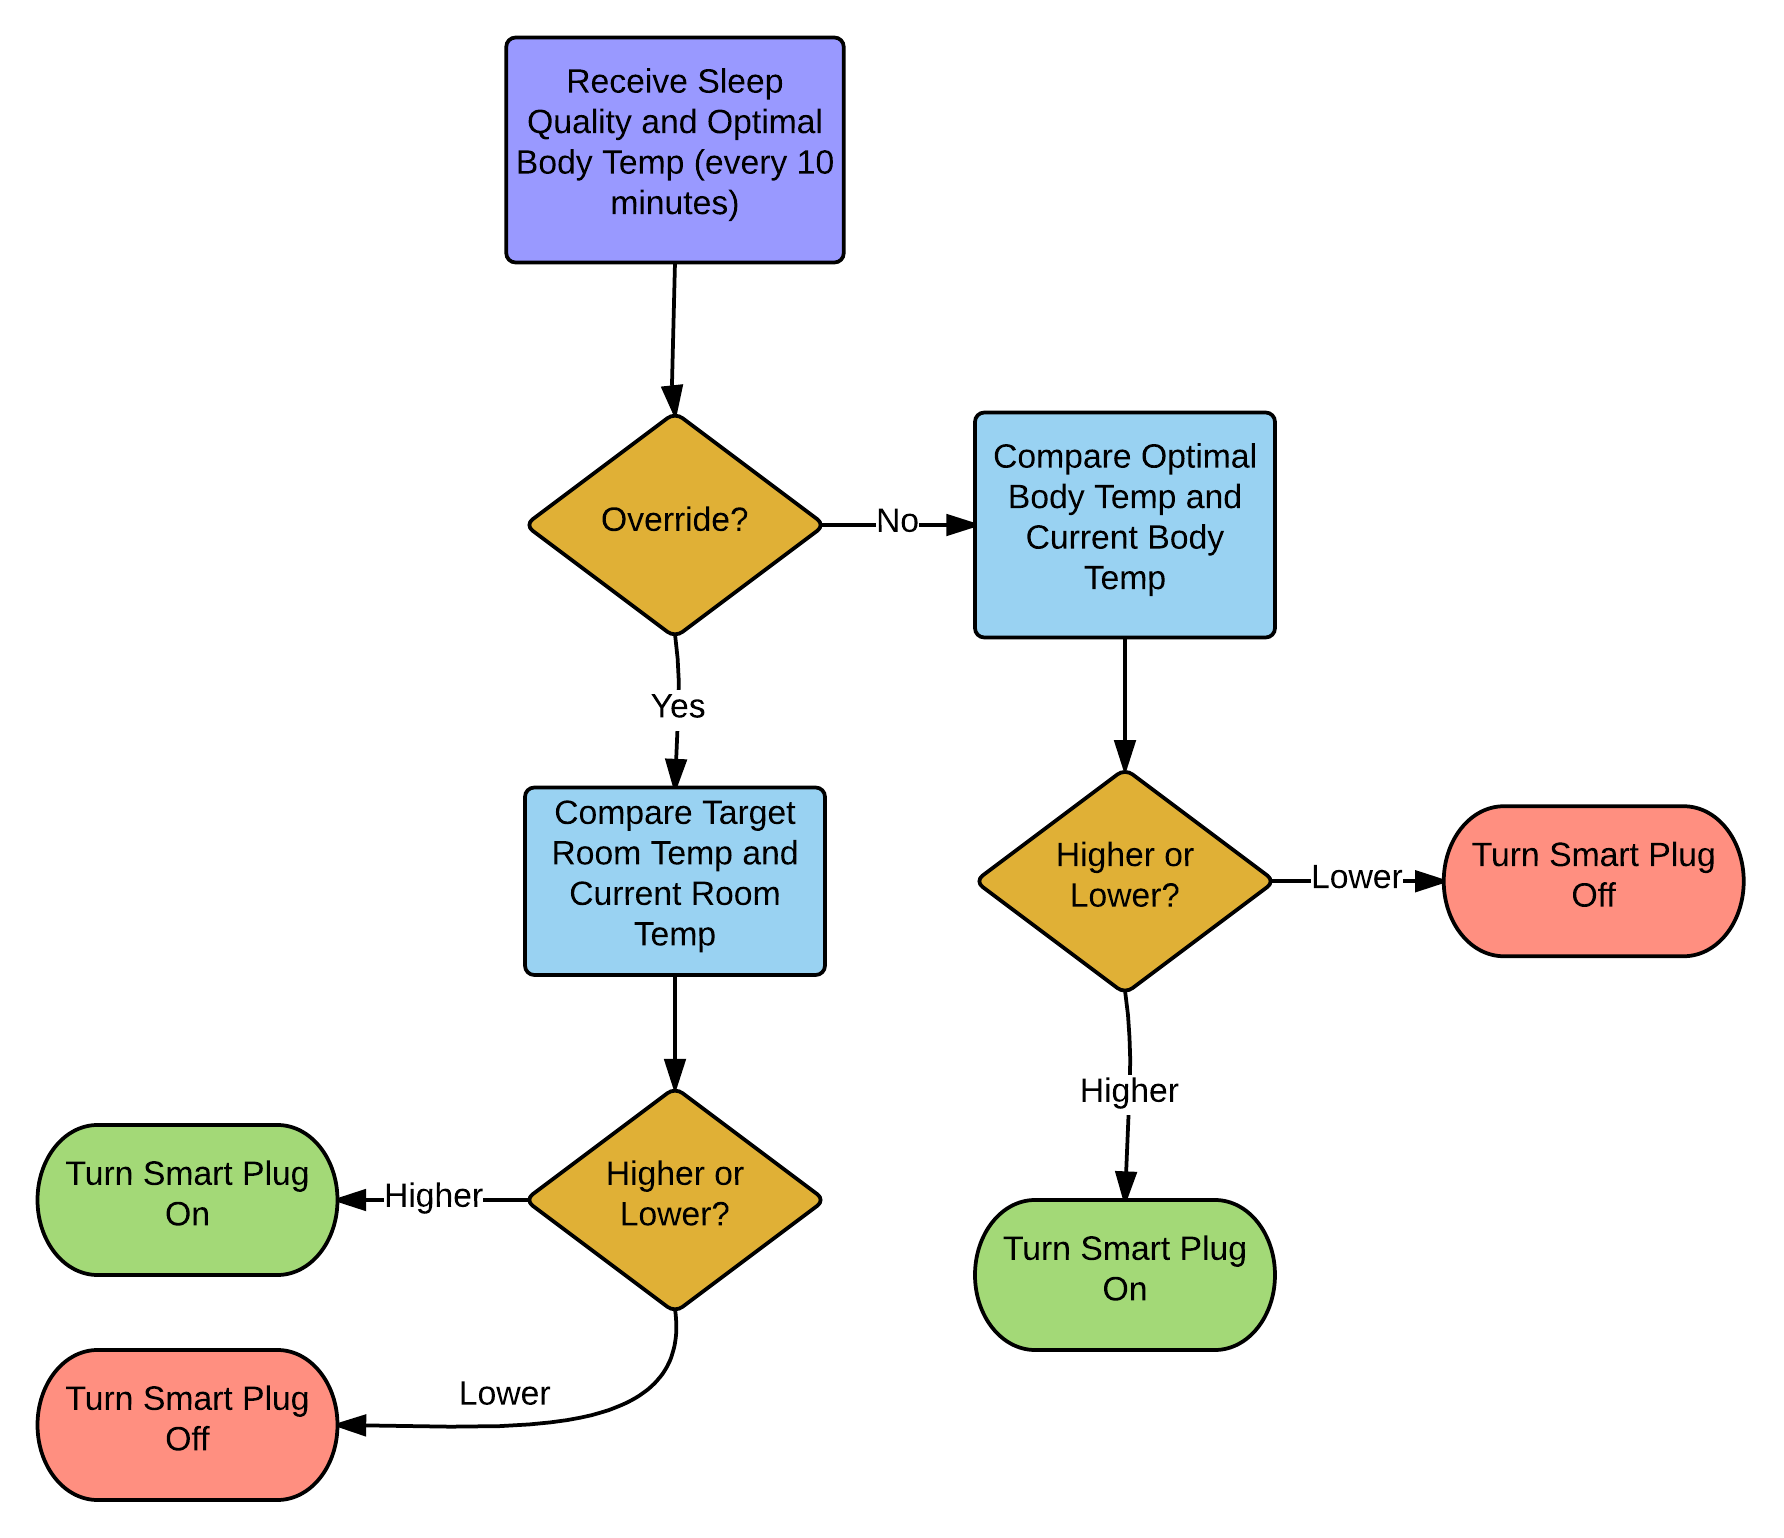 Receive Sleep
Quality and Optimal
Body Temp (every 10
minutes)
Override?
No
Compare Optimal
Body Temp and
Current Body
Temp
Yes
Compare Target
Room Temp and
Current Room
Temp
Higher or
Lower?
Lower
Turn Smart Plug
Off
Higher
Turn Smart Plug
On
Higher or
Lower?
Higher
Turn Smart Plug
On
Lower
Turn Smart Plug
Off